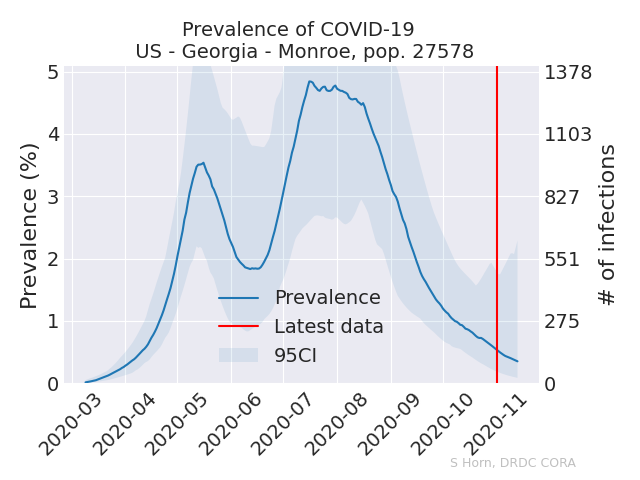 Prevalence of COVID-19
US - Georgia - Monroe, pop. 27578
Prevalence (%)
5
4
3
2
1
0
1378
1103
827
551
275
0
# of infections
Prevalence
Latest data
95CI
2020-03
2020-04
2020-05
2020-06
2020-07
2020-08
2020-09
2020-10
2020-11
S Horn, DRDC CORA